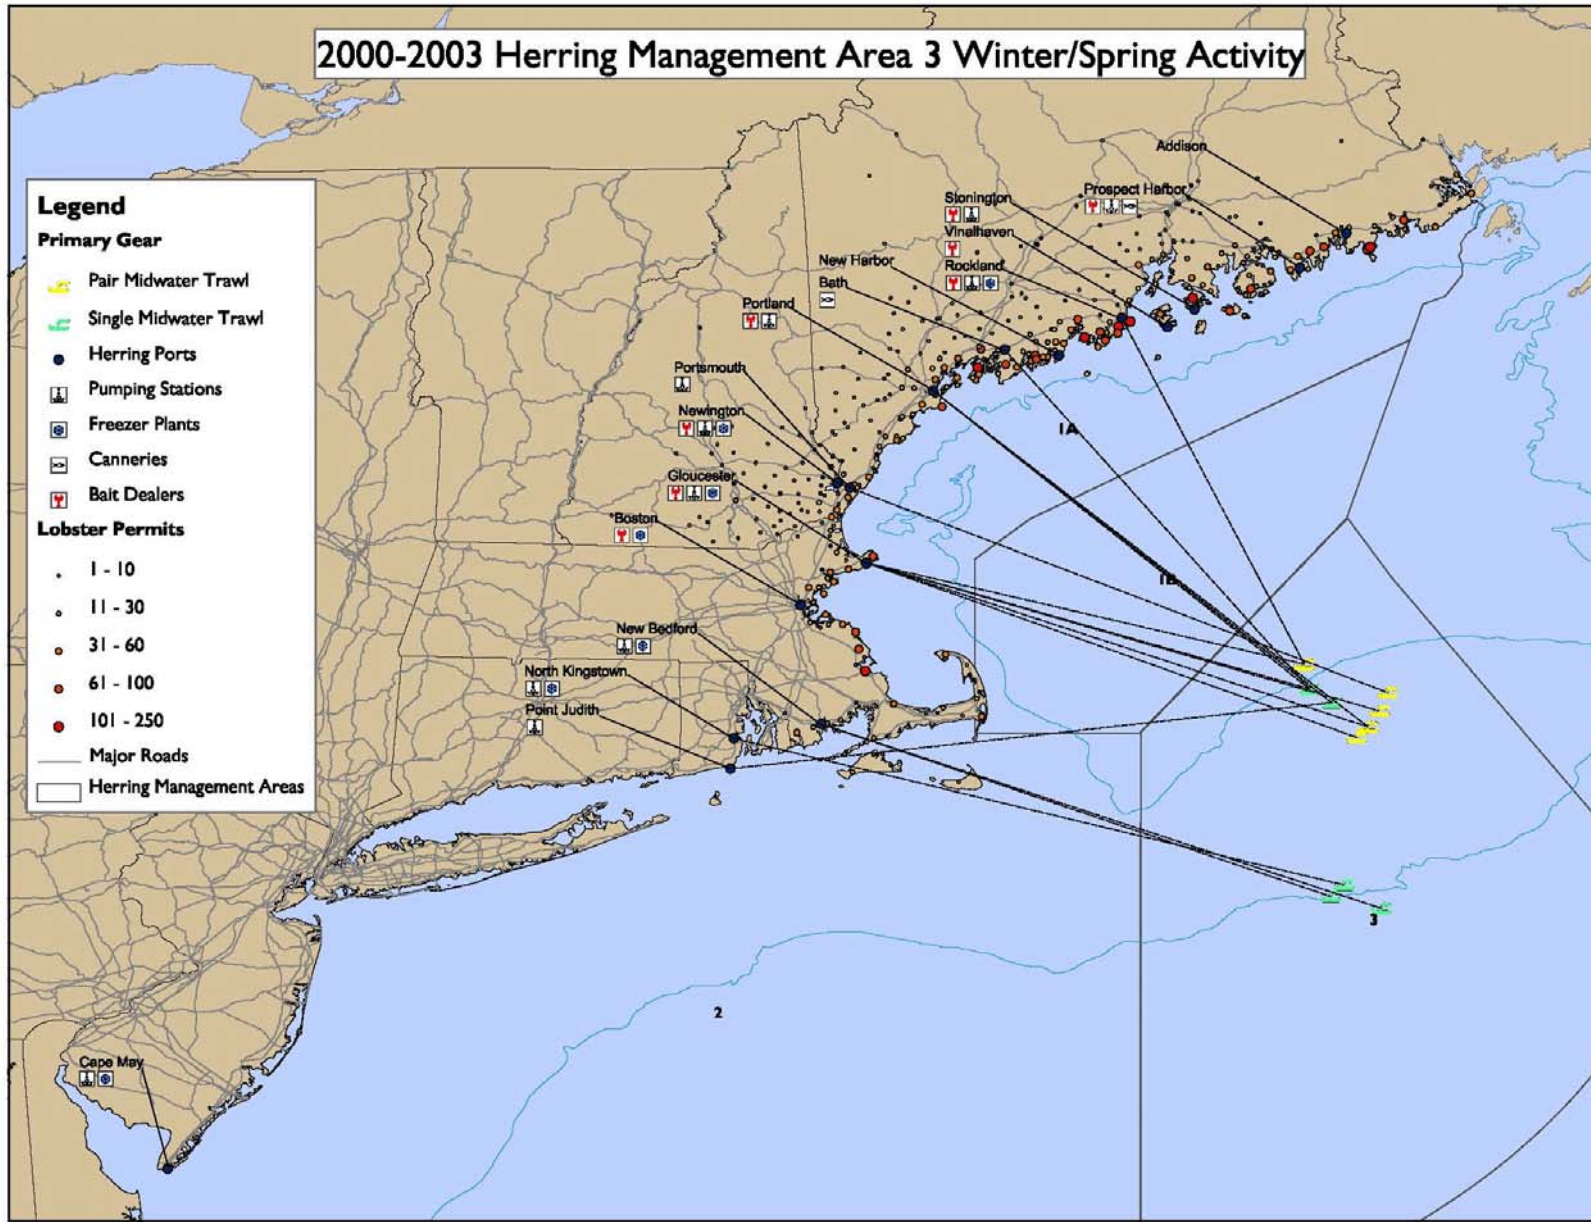 2000-2003 Herring Management Area 3 Winter/Spring Activity
Addison
Prospect Harbor
Stonington
Vinalhaven
Rockland
New Harbor
Bath
Portland
Portsmouth
Newington
Gloucester
Boston
New Bedford
North Kingstown
Point Judith
Cape May
1A
1B
2
3
Legend
Primary Gear
Pair Midwater Trawl
Single Midwater Trawl
Herring Ports
Pumping Stations
Freezer Plants
Canneries
Bait Dealers
Lobster Permits
1 - 10
11 - 30
31 - 60
61 - 100
101 - 250
Major Roads
Herring Management Areas